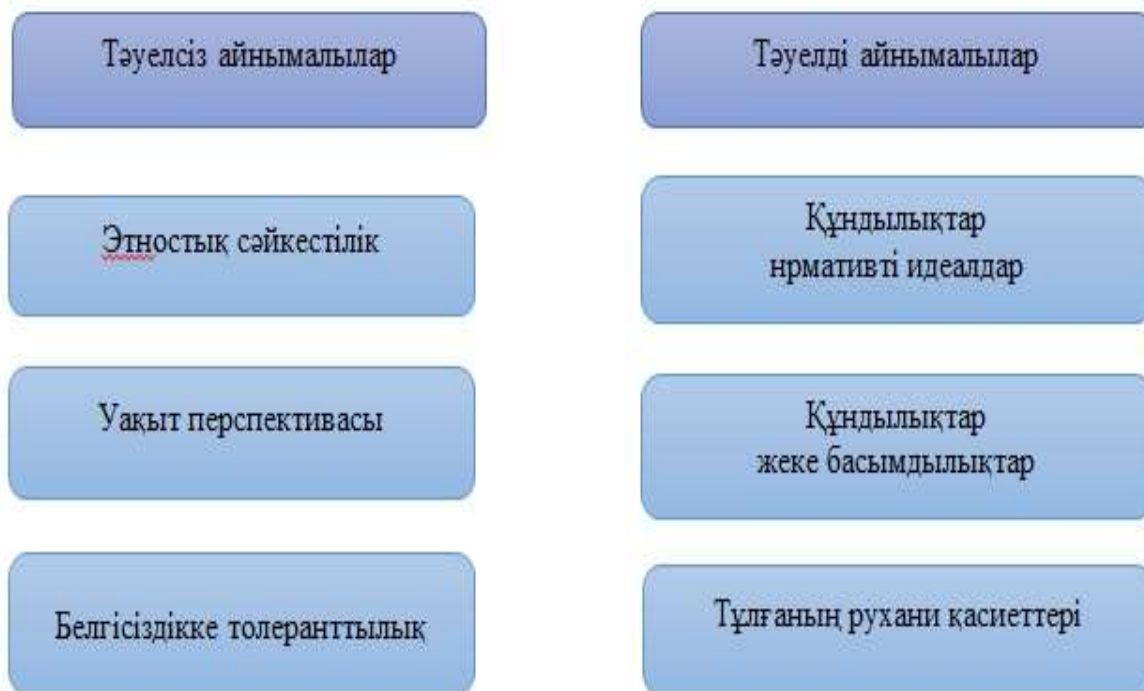 Тәуелсіз айнымалылар
Тәуелді айнымалылар
Этностық сәйкестілік
Құндылықтар
нрмативті идеалдар
Уақыт перспективасы
Құндылықтар
жеке басымдылықтар
Белгісіздікке толеранттылық
Тұлғаның рухани қасиеттері